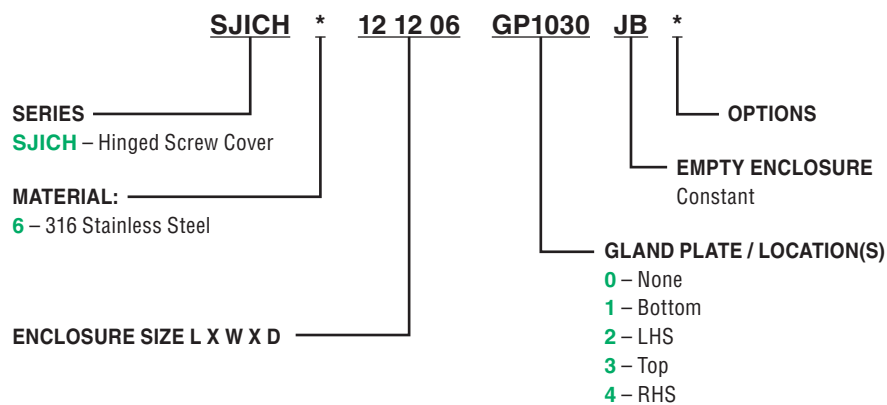 SJICH * 12 12 06 GP1030 JB *
SERIES
SJICH – Hinged Screw Cover
MATERIAL:
6 – 316 Stainless Steel
ENCLOSURE SIZE L X W X D
OPTIONS
EMPTY ENCLOSURE
Constant
GLAND PLATE / LOCATION(S)
0 – None
1 – Bottom
2 – LHS
3 – Top
4 – RHS